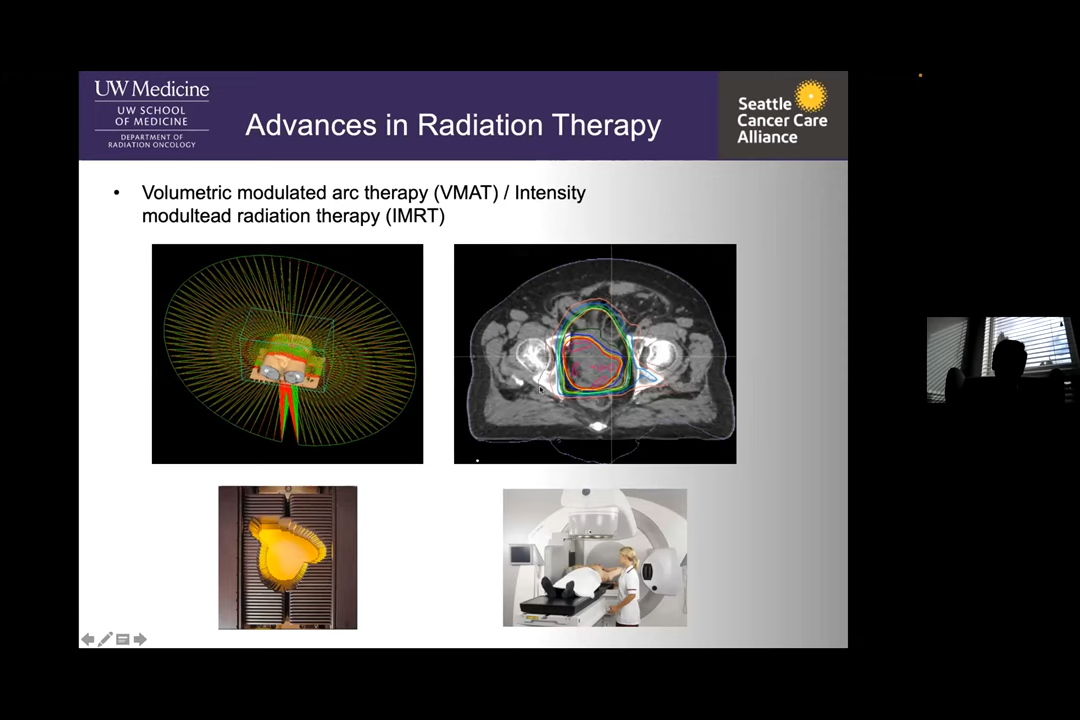 UW Medicine
UW SCHOOL
OF MEDICINE
DEPARTMENT OF
RADIATION ONCOLOGY
Advances in Radiation Therapy
Seattle
Cancer Care
Alliance
• Volumetric modulated arc therapy (VMAT) / Intensity
modultead radiation therapy (IMRT)